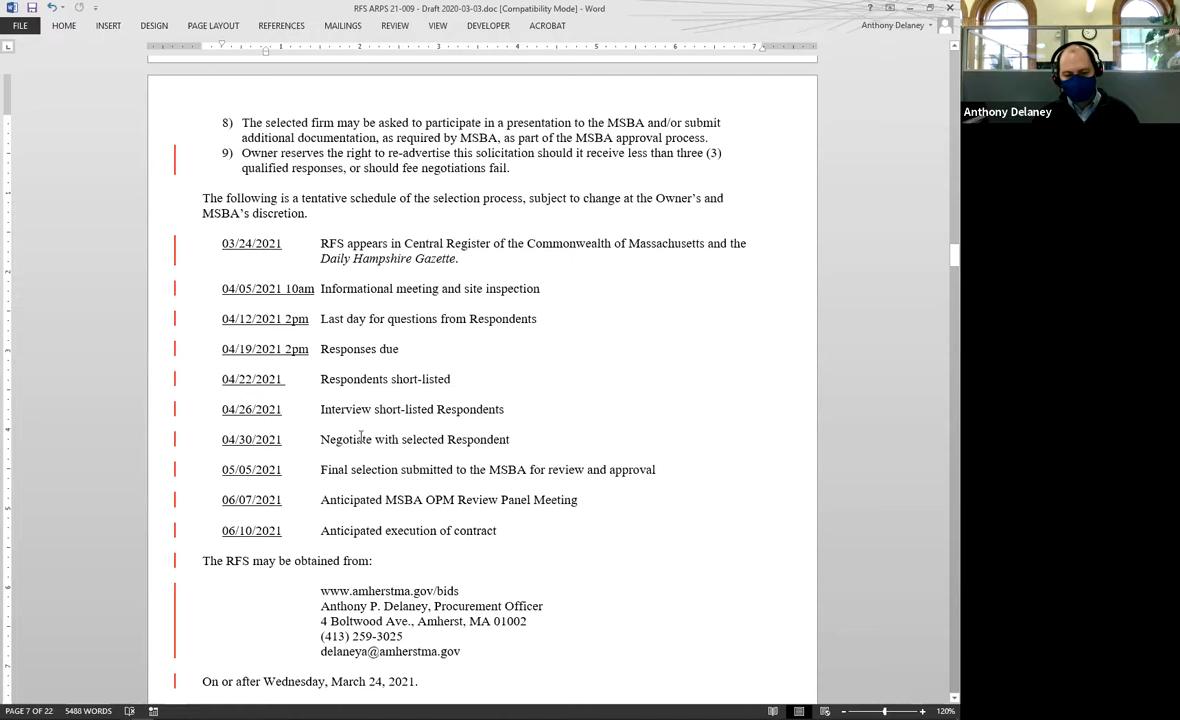 RFS ARPS 21-009 - Draft 2020-03-03.doc [Compatibility Mode] - Word
FILE HOME INSERT DESIGN PAGE LAYOUT REFERENCES MAILINGS REVIEW VIEW DEVELOPER ACROBAT Anthony Delaney
Anthony Delaney
8) The selected firm may be asked to participate in a presentation to the MSBA and/or submit
additional documentation, as required by MSBA, as part of the MSBA approval process.
9) Owner reserves the right to re-advertise this solicitation should it receive less than three (3)
qualified responses, or should fee negotiations fail.
The following is a tentative schedule of the selection process, subject to change at the Owner's and
MSBA's discretion.
03/24/2021 RFS appears in Central Register of the Commonwealth of Massachusetts and the
Daily Hampshire Gazette.
04/05/2021 10am Informational meeting and site inspection
04/12/2021 2pm Last day for questions from Respondents
04/19/2021 2pm Responses due
04/22/2021 Respondents short-listed
04/26/2021 Interview short-listed Respondents
04/30/2021 Negotiate with selected Respondent
05/05/2021 Final selection submitted to the MSBA for review and approval
06/07/2021 Anticipated MSBA OPM Review Panel Meeting
06/10/2021 Anticipated execution of contract
The RFS may be obtained from:
www.amherstma.gov/bids
Anthony P. Delaney, Procurement Officer
4 Boltwood Ave., Amherst, MA 01002
(413) 259-3025
delaneya@amherstma.gov
On or after Wednesday, March 24, 2021.
PAGE 7 OF 22 5488 WORDS 120%